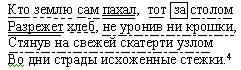 Кто землю сам пахал, тот за столом
Разрежет хлеб, не уронив ни крошки,
Стянув на свежей скатерти узлом
Во дни страды исхоженные стежки.⁴